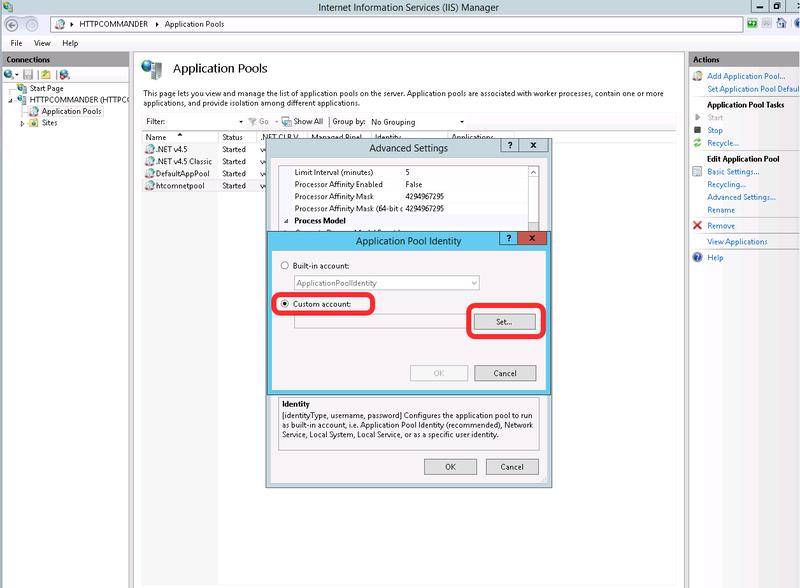 Internet Information Services (IIS) Manager
HTTPCOMMANDER Application Pools
File View Help
Connections
Start Page
HTTPCOMMANDER (HTTPC
Application Pools
Sites
Application Pools
This page lets you view and manage the list of application pools on the server. Application pools are associated with worker processes, contain one or more
applications, and provide isolation among different applications.
Filter: Go Show All Group by: No Grouping
Name Status .NET CLR V Managed Pipel Identity Applications
.NET v4.5 Started
.NET v4.5 Classic Started
DefaultAppPool Started
htcomnetpool Started
Advanced Settings
? X
Limit Interval (minutes) 5
Processor Affinity Enabled False
Processor Affinity Mask 4294967295
Processor Affinity Mask (64-bit c 4294967295
Process Model
Application Pool Identity
? X
Built-in account:
ApplicationPoolIdentity
Custom account:
Set...
OK Cancel
Identity
[identityType, username, password] Configures the application pool to run
as built-in account, i.e. Application Pool Identity (recommended), Network
Service, Local System, Local Service, or as a specific user identity.
OK Cancel
Actions
Add Application Pool...
Set Application Pool Defaul
Application Pool Tasks
Start
Stop
Recycle...
Edit Application Pool
Basic Settings...
Recycling...
Advanced Settings...
Rename
Remove
View Applications
Help